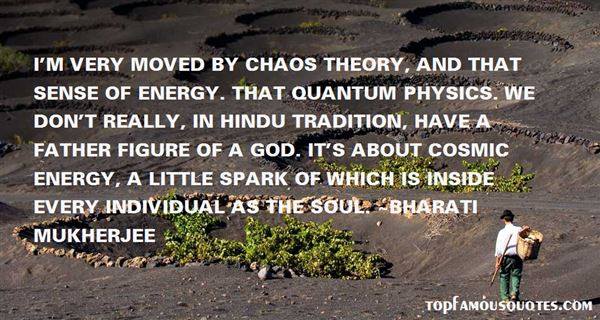 I'M VERY MOVED BY CHAOS THEORY, AND THAT
SENSE OF ENERGY. THAT QUANTUM PHYSICS. WE
DON'T REALLY, IN HINDU TRADITION, HAVE A
FATHER FIGURE OF A GOD. IT'S ABOUT COSMIC
ENERGY, A LITTLE SPARK OF WHICH IS INSIDE
EVERY INDIVIDUAL AS THE SOUL. ~BHARATI
MUKHERJEE
TOPFAMOUSQUOTES.COM